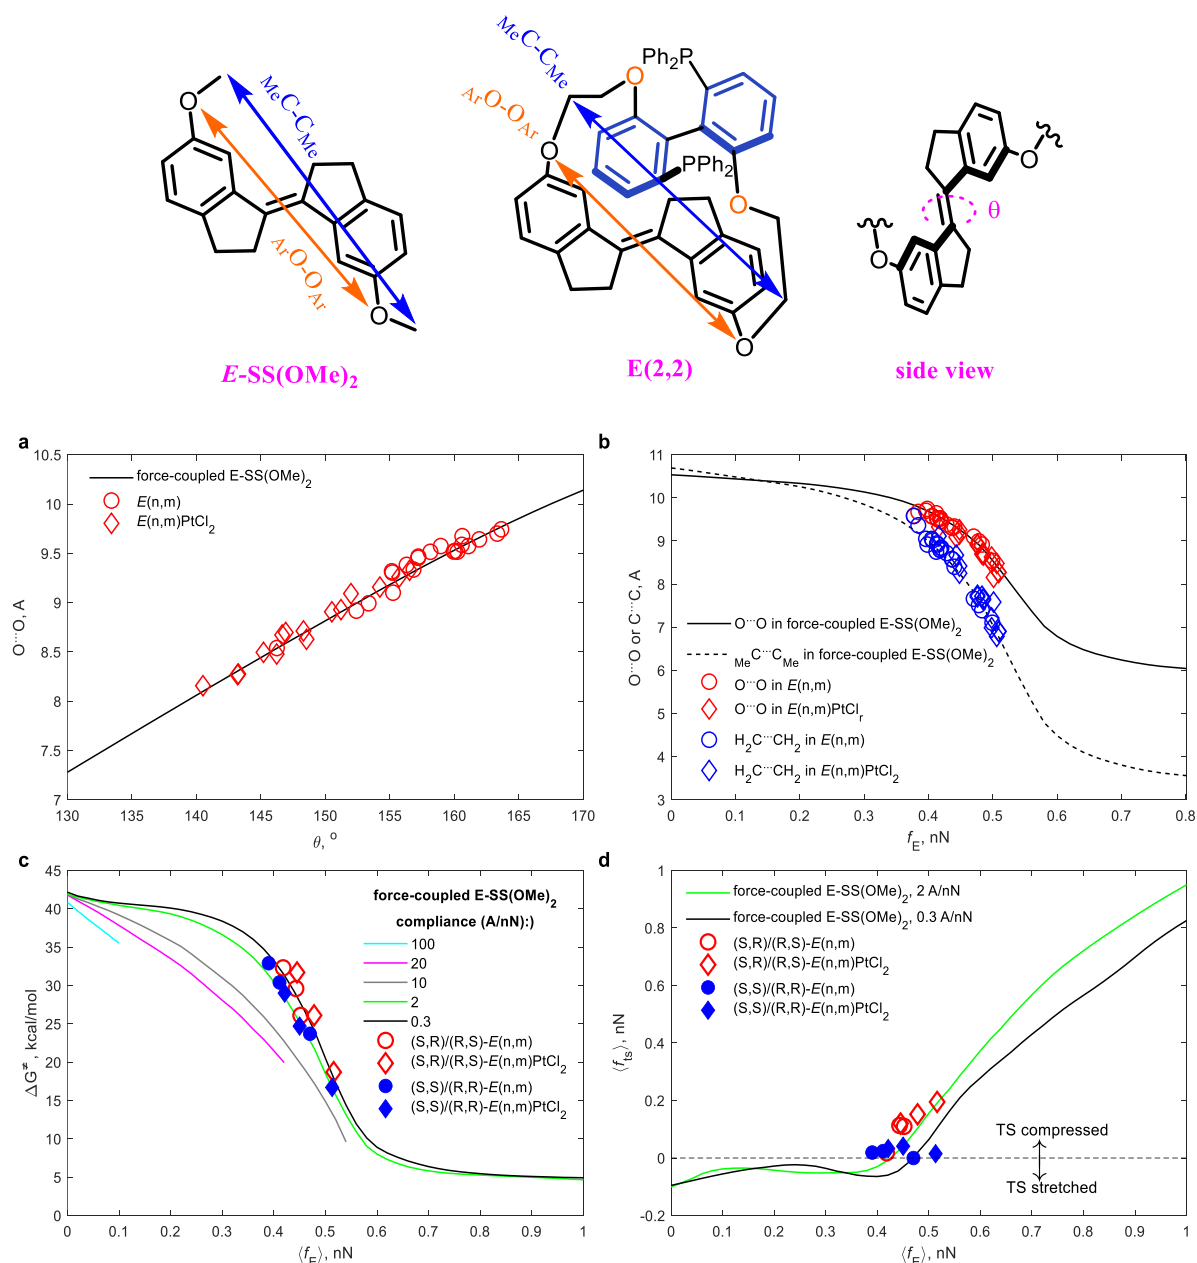 MeC-CMe
ArO-OAr
O
O
E-SS(OMe)2
MeC-CMe
ArO-OAr
Ph2P
O
O
PPh2
O
O
E(2,2)
O
θ
O
side view
a
O···O, A
10.5
10
9.5
9
8.5
8
7.5
7
130
135
140
145
150
155
160
165
170
θ, o
force-coupled E-SS(OMe)2
E(n,m)
E(n,m)PtCl2
b
O···O or C···C, A
11
10
9
8
7
6
5
4
3
0
0.1
0.2
0.3
0.4
0.5
0.6
0.7
0.8
fE, nN
O···O in force-coupled E-SS(OMe)2
MeC···CMe in force-coupled E-SS(OMe)2
O···O in E(n,m)
O···O in E(n,m)PtClr
H2C···CH2 in E(n,m)
H2C···CH2 in E(n,m)PtCl2
c
ΔG≠, kcal/mol
45
40
35
30
25
20
15
10
5
0
0
0.1
0.2
0.3
0.4
0.5
0.6
0.7
0.8
0.9
1
⟨fE⟩, nN
force-coupled E-SS(OMe)2
compliance (A/nN):)
100
20
10
2
0.3
(S,R)/(R,S)-E(n,m)
(S,R)/(R,S)-E(n,m)PtCl2
(S,S)/(R,R)-E(n,m)
(S,S)/(R,R)-E(n,m)PtCl2
d
⟨fts⟩, nN
1
0.8
0.6
0.4
0.2
0
-0.2
0
0.1
0.2
0.3
0.4
0.5
0.6
0.7
0.8
0.9
1
⟨fE⟩, nN
force-coupled E-SS(OMe)2, 2 A/nN
force-coupled E-SS(OMe)2, 0.3 A/nN
(S,R)/(R,S)-E(n,m)
(S,R)/(R,S)-E(n,m)PtCl2
(S,S)/(R,R)-E(n,m)
(S,S)/(R,R)-E(n,m)PtCl2
TS compressed
TS stretched